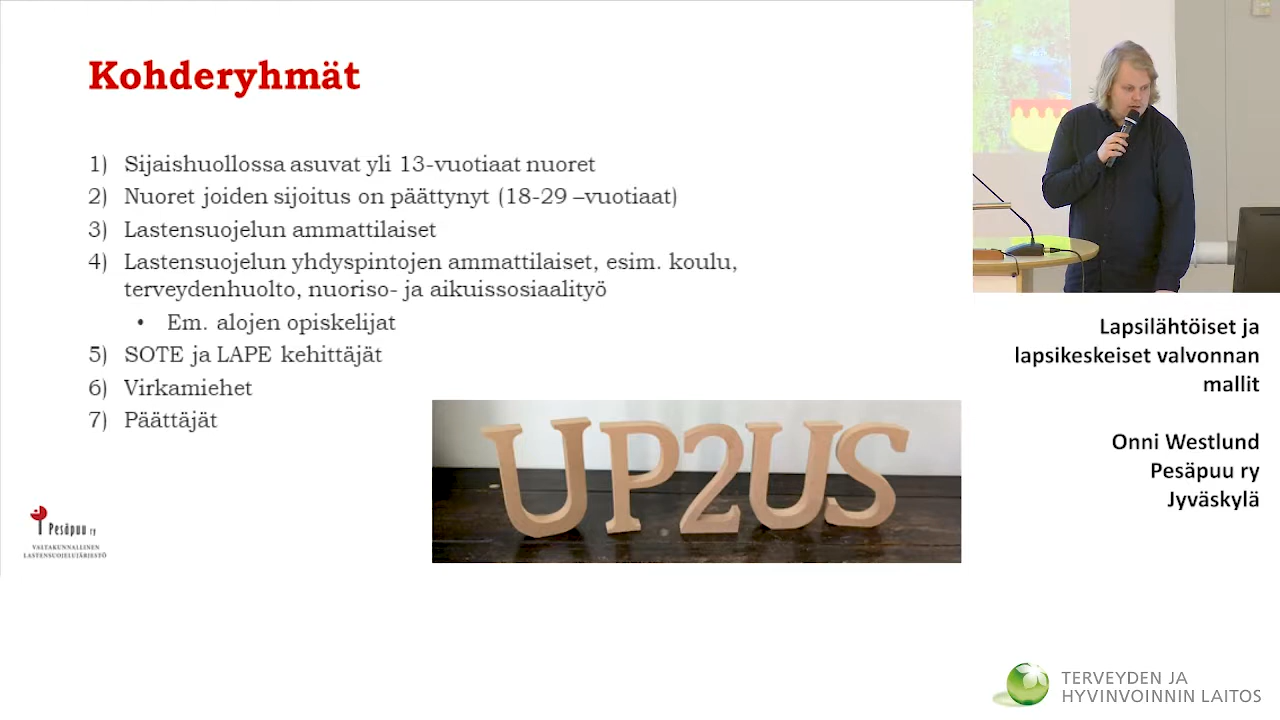 Kohderyhmät
1) Sijaishuollossa asuvat yli 13-vuotiaat nuoret
2) Nuoret joiden sijoitus on päättynyt (18-29 –vuotiaat)
3) Lastensuojelun ammattilaiset
4) Lastensuojelun yhdyspintojen ammattilaiset, esim. koulu,
terveydenhuolto, nuoriso- ja aikuissosiaalityö
• Em. alojen opiskelijat
5) SOTE ja LAPE kehittäjät
6) Virkamiehet
7) Päättäjät
UP2US
Pesäpuu ry
VALTAKUNNALLINEN
LASTENSUOJELUJÄRJESTÖ
Lapsilähtöiset ja
lapsikeskeiset valvonnan
mallit
Onni Westlund
Pesäpuu ry
Jyväskylä
TERVEYDEN JA
HYVINVOINNIN LAITOS